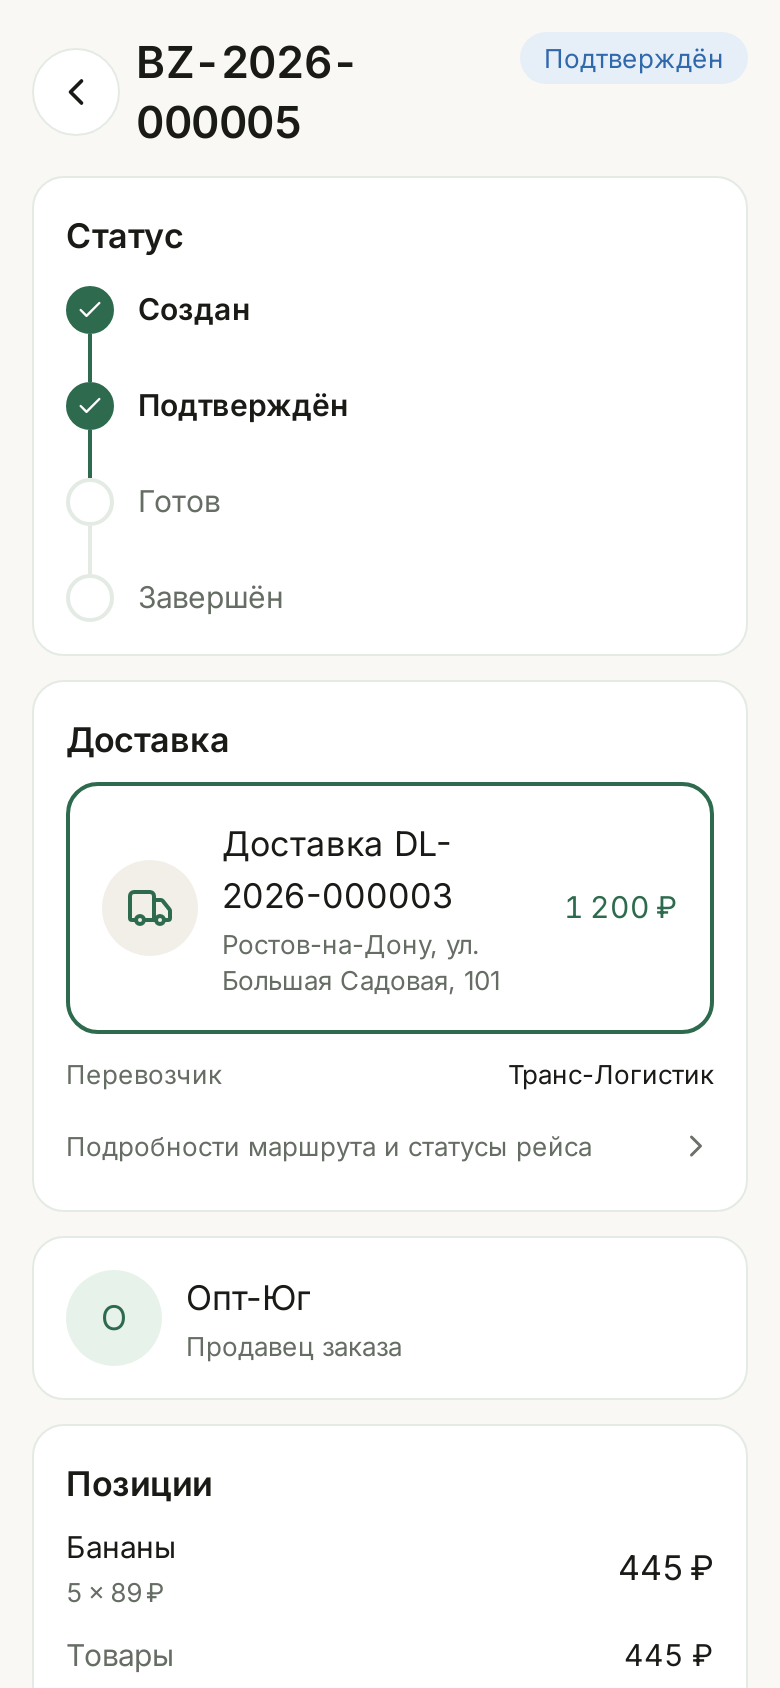 BZ-2026-
000005
Подтверждён
Статус
Создан
Подтверждён
Готов
Завершён
Доставка
Доставка DL-
2026-000003
1 200 ₽
Ростов-на-Дону, ул.
Большая Садовая, 101
Перевозчик
Транс-Логистик
Подробности маршрута и статусы рейса
О
Опт-Юг
Продавец заказа
Позиции
Бананы
445 ₽
5 × 89 ₽
Товары
445 ₽